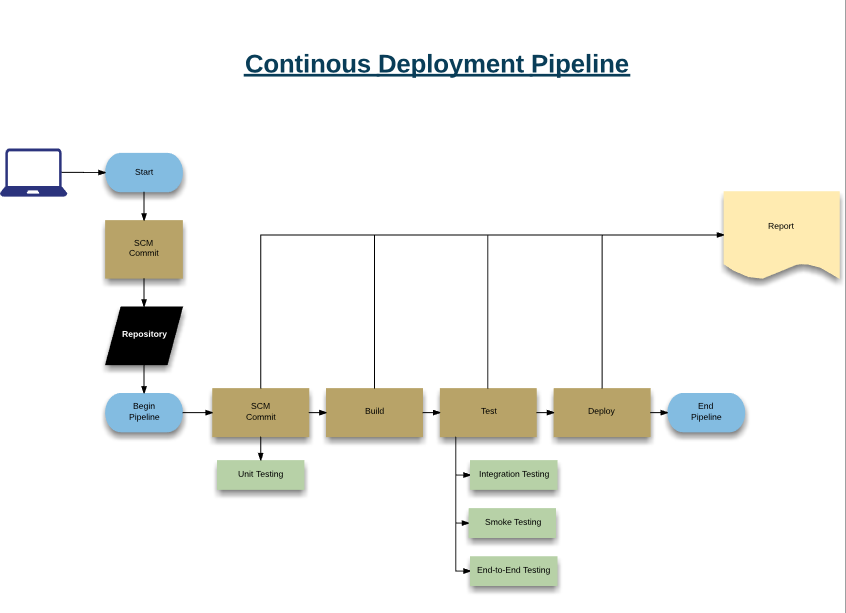 Continous Deployment Pipeline
Start
SCM
Commit
Report
Repository
Begin
Pipeline
SCM
Commit
Build
Test
Deploy
End
Pipeline
Unit Testing
Integration Testing
Smoke Testing
End-to-End Testing